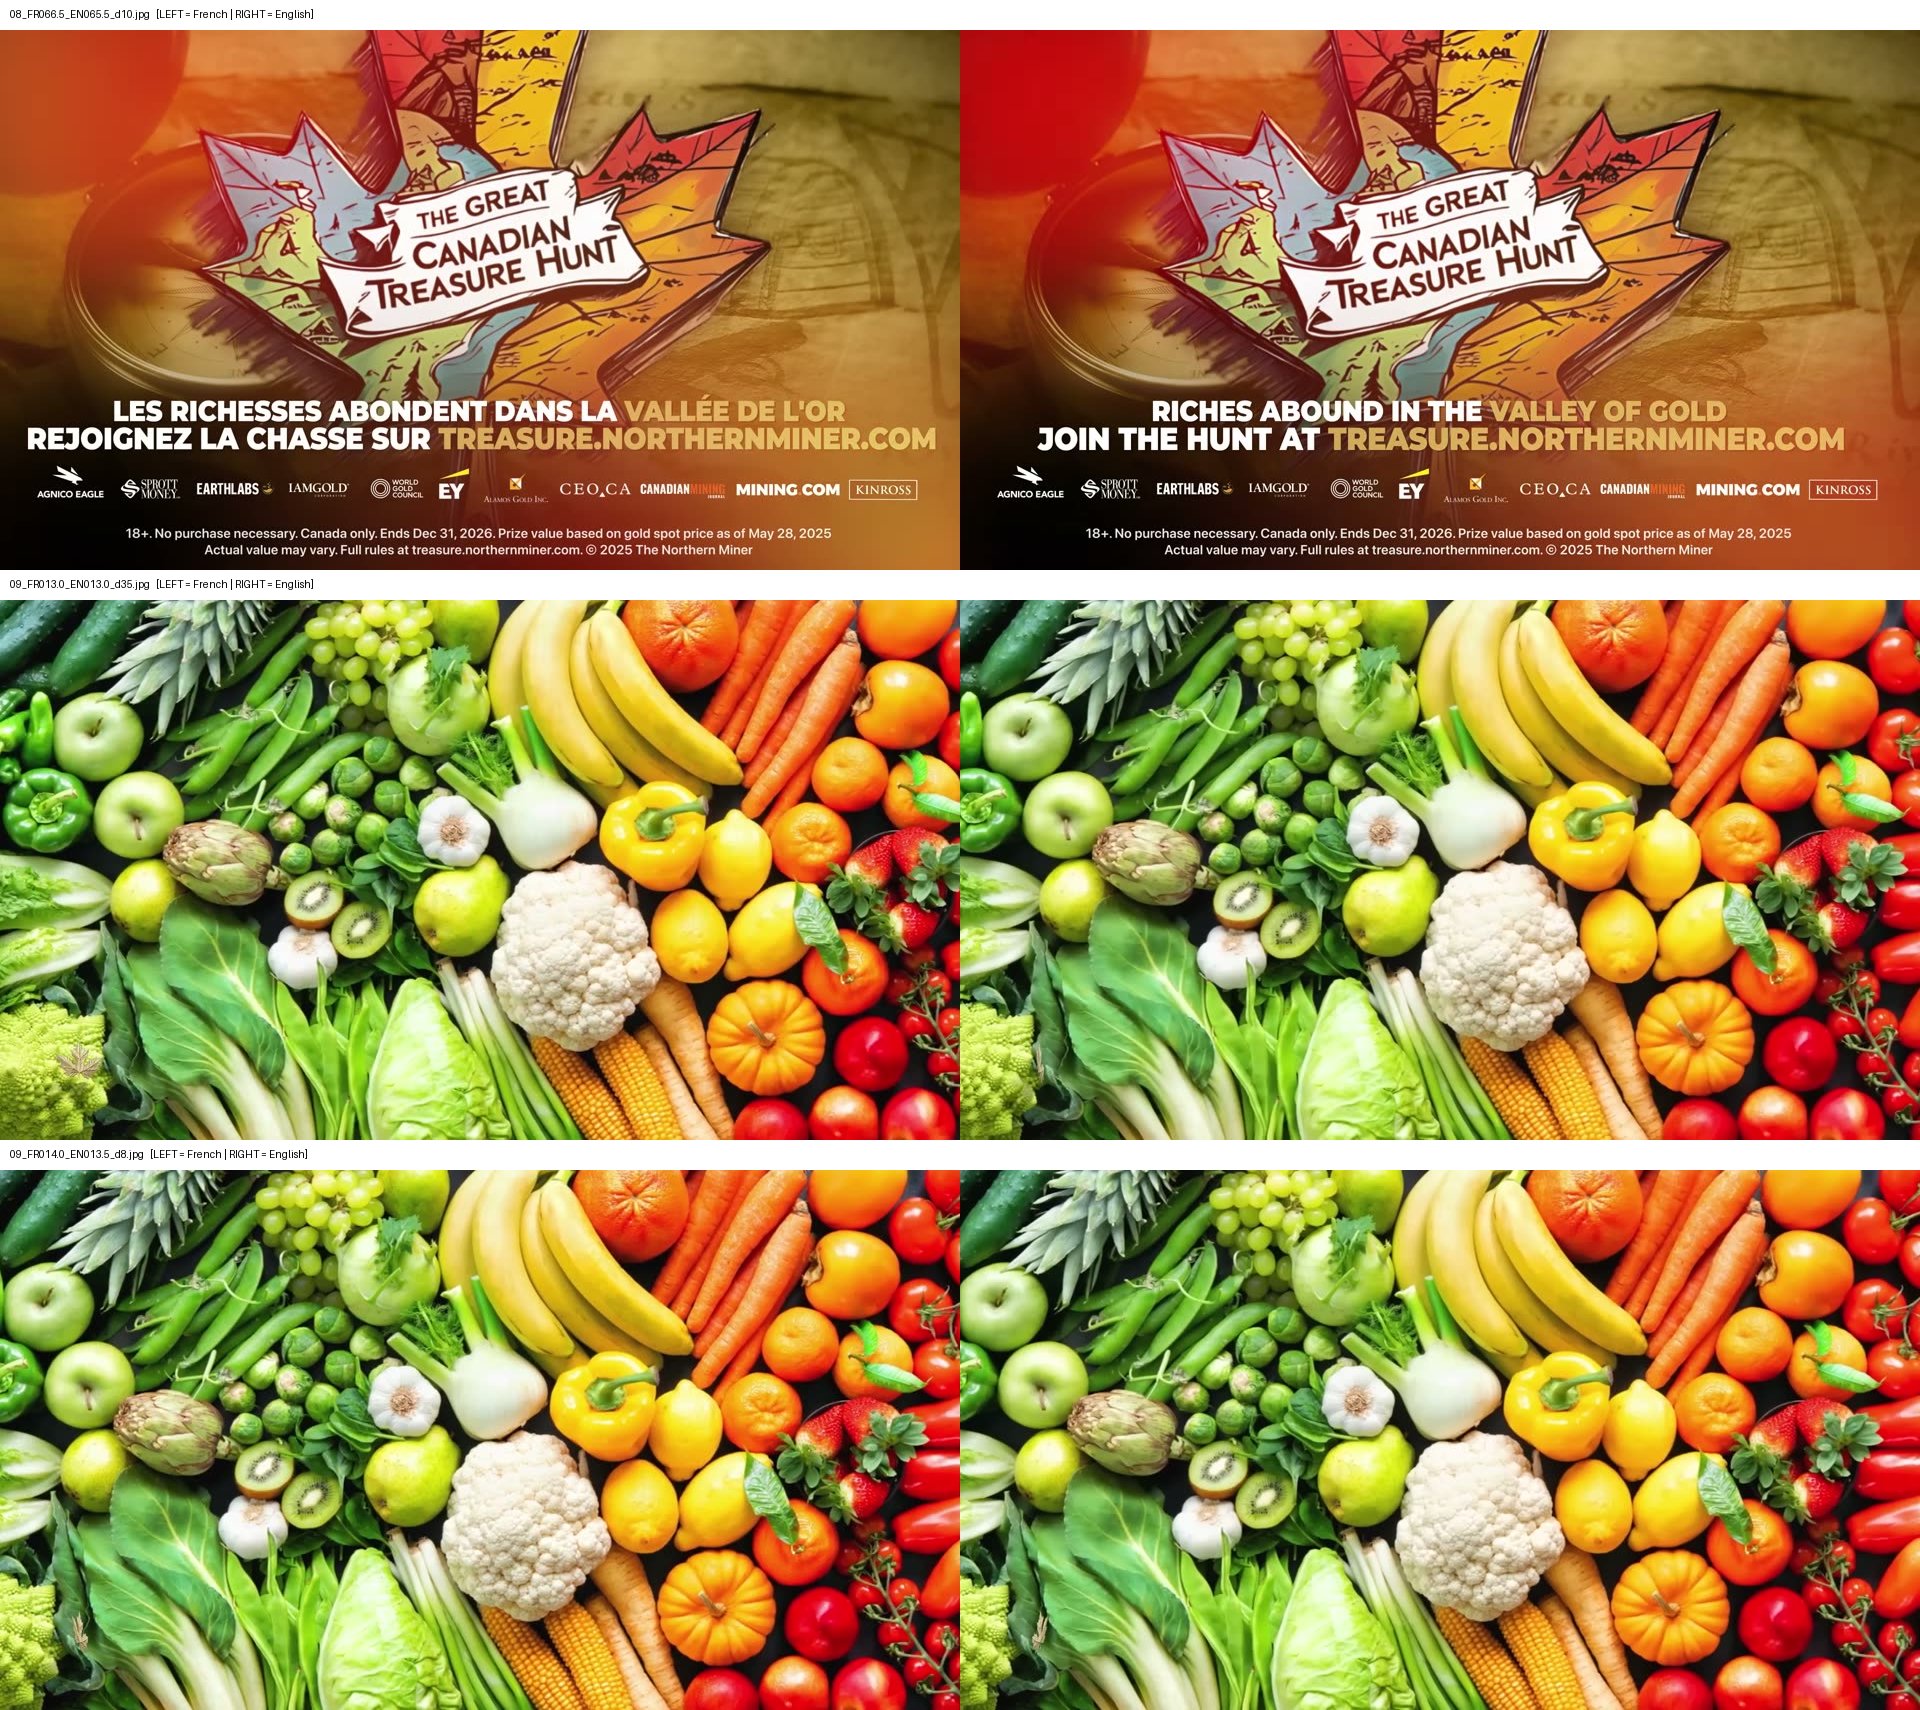 08_FR066.5_EN065.5_d10.jpg [LEFT = French | RIGHT = English]
THE GREAT
CANADIAN
TREASURE HUNT
LES RICHESSES ABONDENT DANS LA VALLÉE DE L'OR
REJOIGNEZ LA CHASSE SUR TREASURE.NORTHERNMINER.COM
AGNICO EAGLE SPROTT MONEY EARTHLABS IAMGOLD CORPORATION WORLD GOLD COUNCIL EY ALAMOS GOLD INC. CEO.CA CANADIAN MINING JOURNAL MINING.COM KINROSS
18+. No purchase necessary. Canada only. Ends Dec 31, 2026. Prize value based on gold spot price as of May 28, 2025
Actual value may vary. Full rules at treasure.northernminer.com. © 2025 The Northern Miner
THE GREAT
CANADIAN
TREASURE HUNT
RICHES ABOUND IN THE VALLEY OF GOLD
JOIN THE HUNT AT TREASURE.NORTHERNMINER.COM
AGNICO EAGLE SPROTT MONEY EARTHLABS IAMGOLD CORPORATION WORLD GOLD COUNCIL EY ALAMOS GOLD INC. CEO.CA CANADIAN MINING JOURNAL MINING.COM KINROSS
18+. No purchase necessary. Canada only. Ends Dec 31, 2026. Prize value based on gold spot price as of May 28, 2025
Actual value may vary. Full rules at treasure.northernminer.com. © 2025 The Northern Miner
09_FR013.0_EN013.0_d35.jpg [LEFT = French | RIGHT = English]
09_FR014.0_EN013.5_d8.jpg [LEFT = French | RIGHT = English]